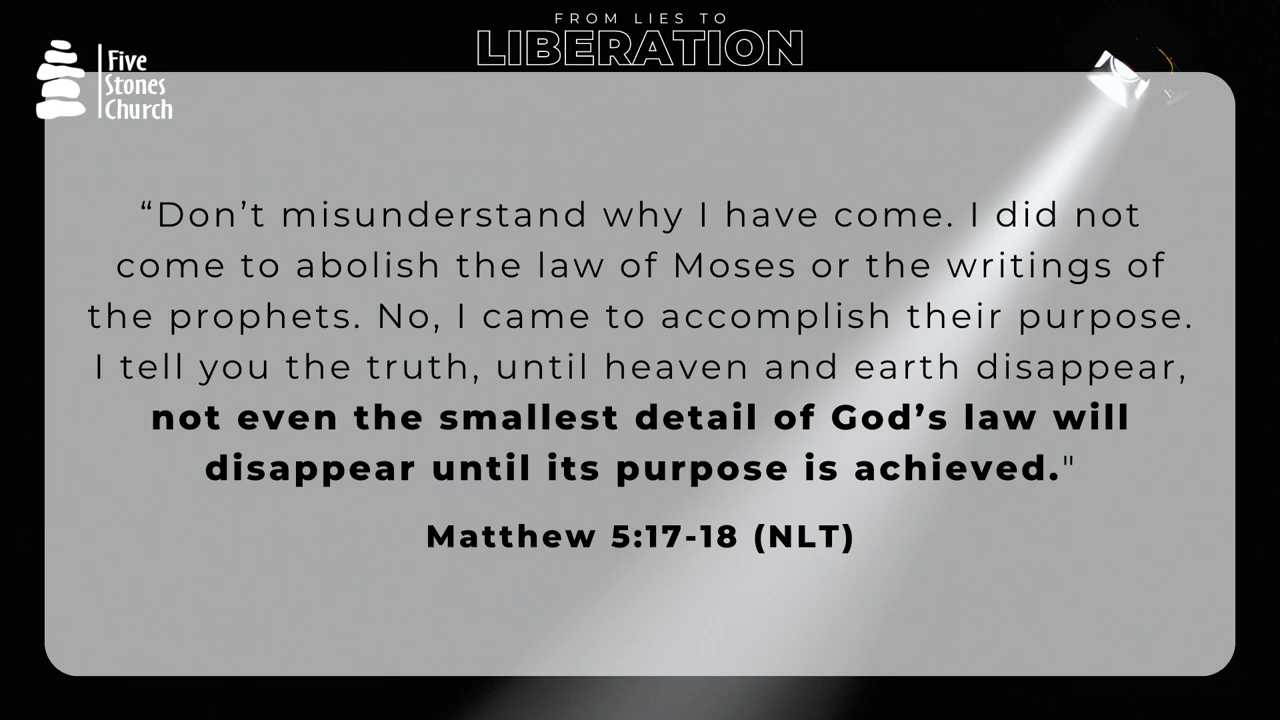 FROM LIES TO
LIBERATION
Five
Stones
Church
“Don’t misunderstand why I have come. I did not
come to abolish the law of Moses or the writings of
the prophets. No, I came to accomplish their purpose.
I tell you the truth, until heaven and earth disappear,
not even the smallest detail of God’s law will
disappear until its purpose is achieved."
Matthew 5:17-18 (NLT)